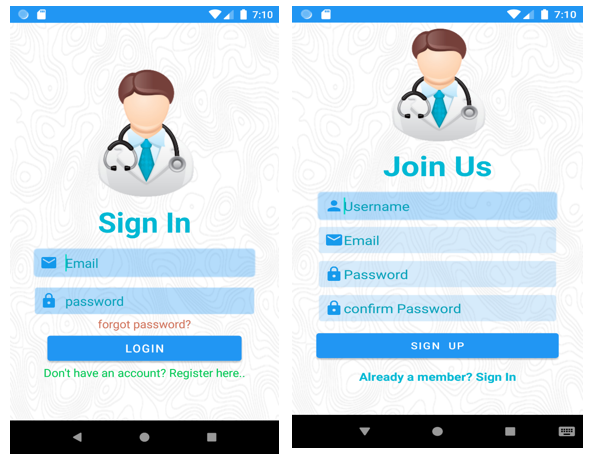 7:10
Sign In
Email
password
forgot password?
LOGIN
Don't have an account? Register here..
7:10
Join Us
Username
Email
Password
confirm Password
SIGN UP
Already a member? Sign In